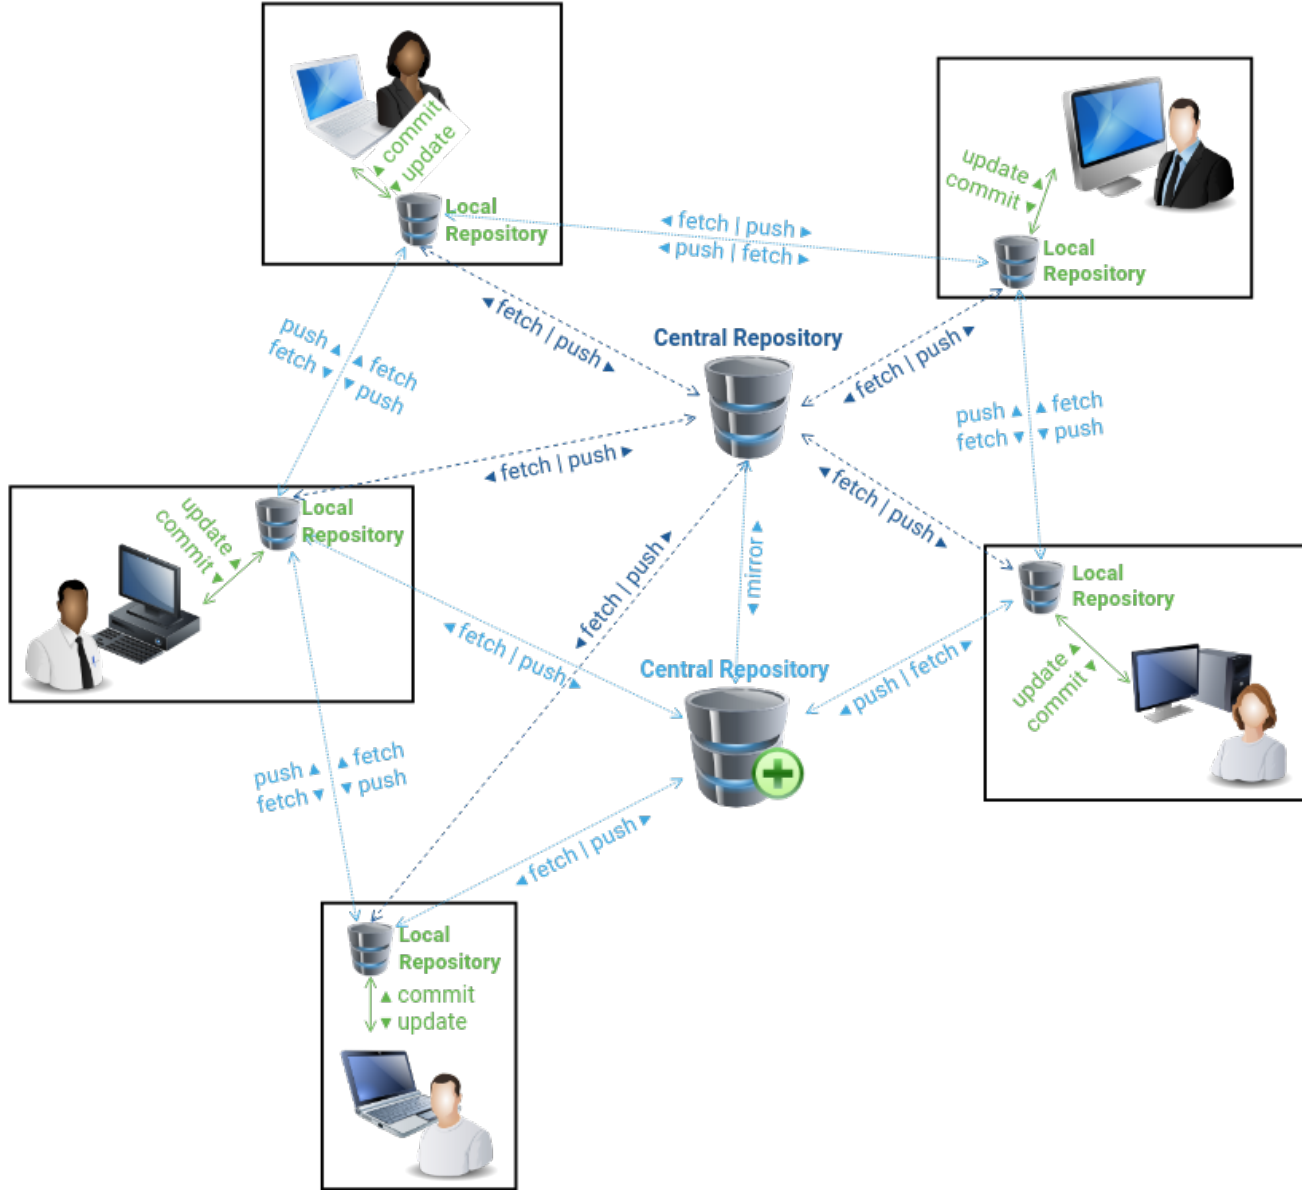 ▲ commit
▼ update
Local
Repository
update ▲
commit ▼
Local
Repository
◄ fetch | push ►
◄ push | fetch ►
◄ fetch | push ►
◄ fetch | push ►
Central Repository
push ▲ ▲ fetch
fetch ▼ ▼ push
push ▲ ▲ fetch
fetch ▼ ▼ push
◄ fetch | push ►
◄ fetch | push ►
update ▲
commit ▼
Local
Repository
◄ fetch | push ►
◄ mirror ►
Local
Repository
◄ fetch | push ►
◄ push | fetch ►
update ▲
commit ▼
Central Repository
push ▲ ▲ fetch
fetch ▼ ▼ push
◄ fetch | push ►
Local
Repository
▲ commit
▼ update